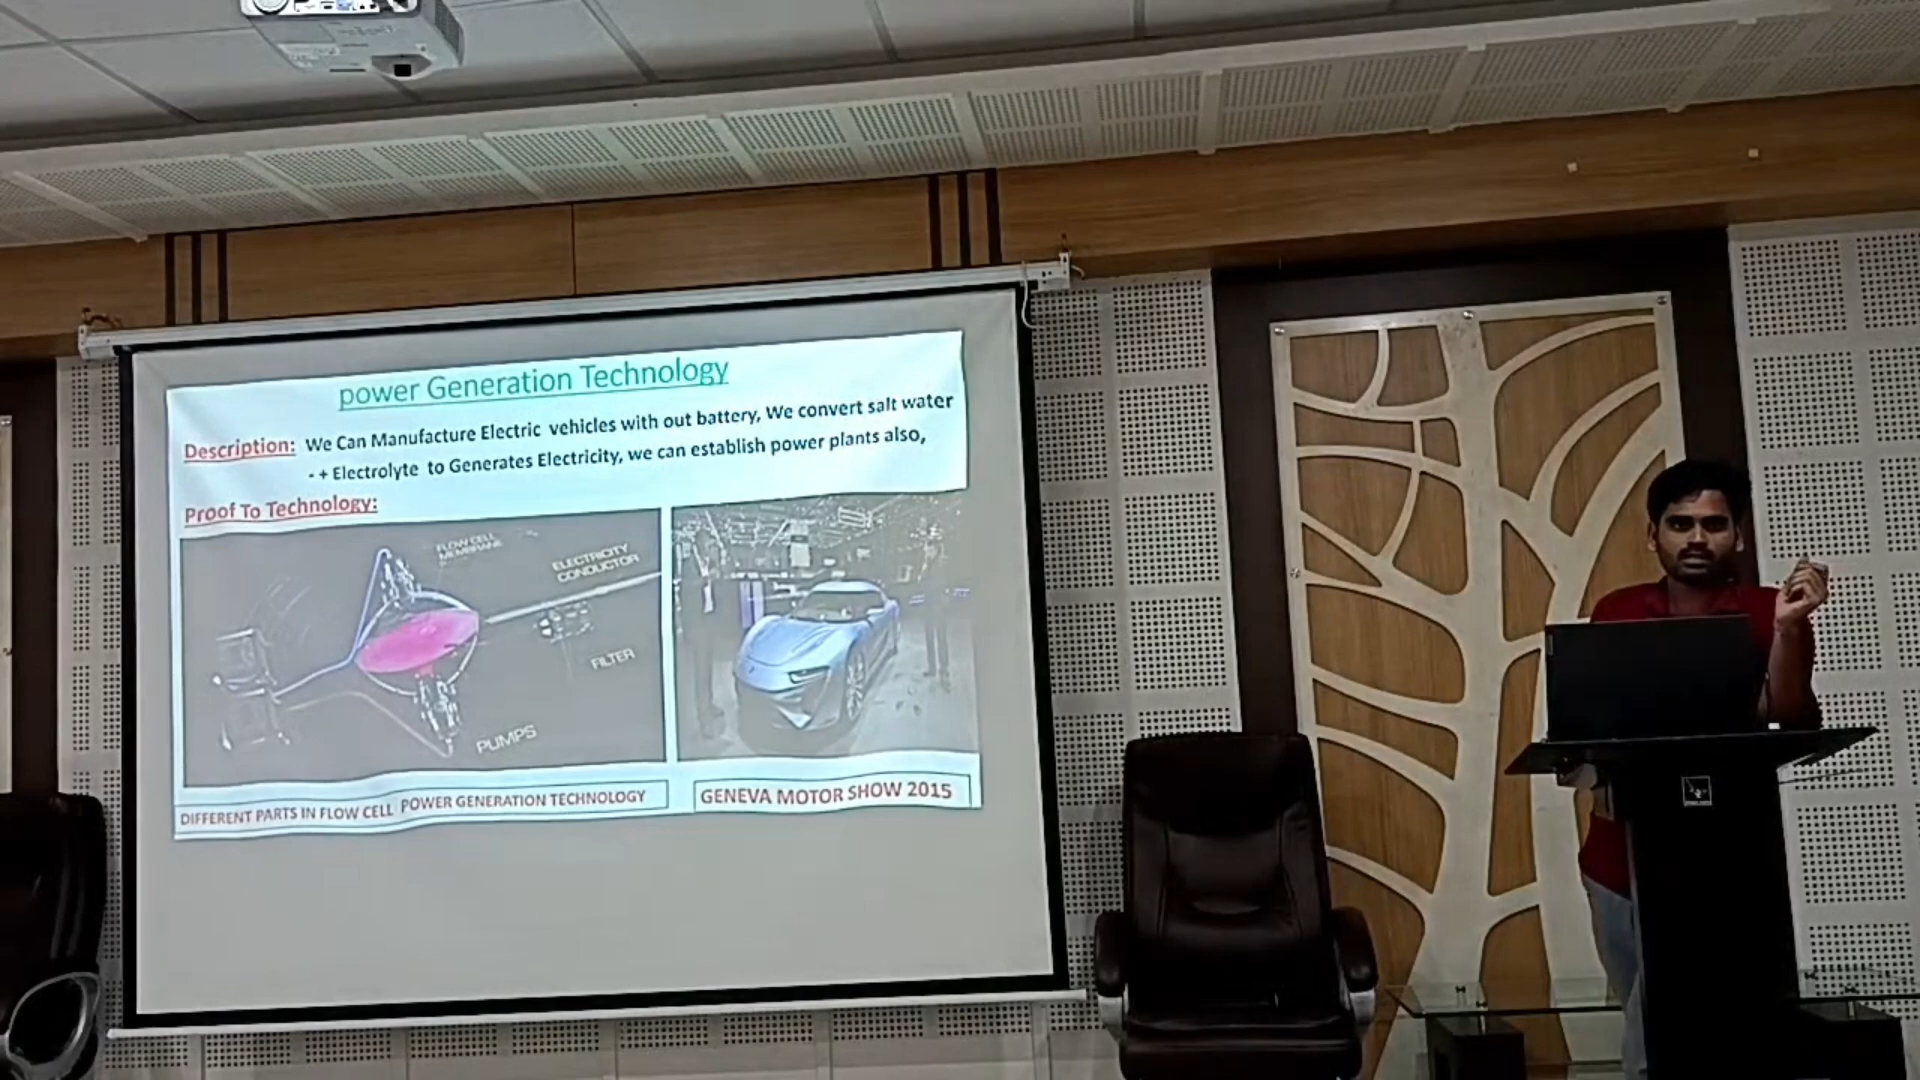 power Generation Technology
Description: We Can Manufacture Electric vehicles with out battery, We convert salt water
- + Electrolyte to Generates Electricity, we can establish power plants also,
Proof To Technology:
FLOW CELL
MEMBRANE
ELECTRICITY
CONDUCTOR
FILTER
PUMPS
DIFFERENT PARTS IN FLOW CELL POWER GENERATION TECHNOLOGY
GENEVA MOTOR SHOW 2015